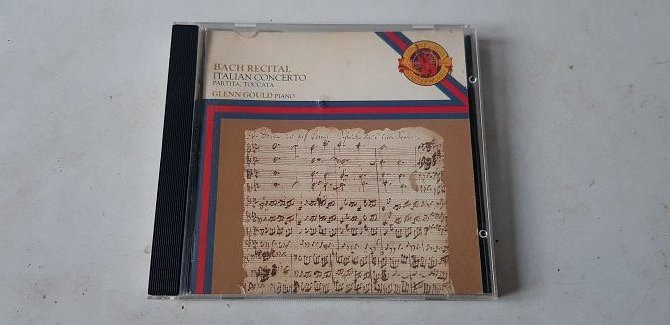 BACH RECITAL
ITALIAN CONCERTO
PARTITA, TOCCATA
GLENN GOULD PIANO